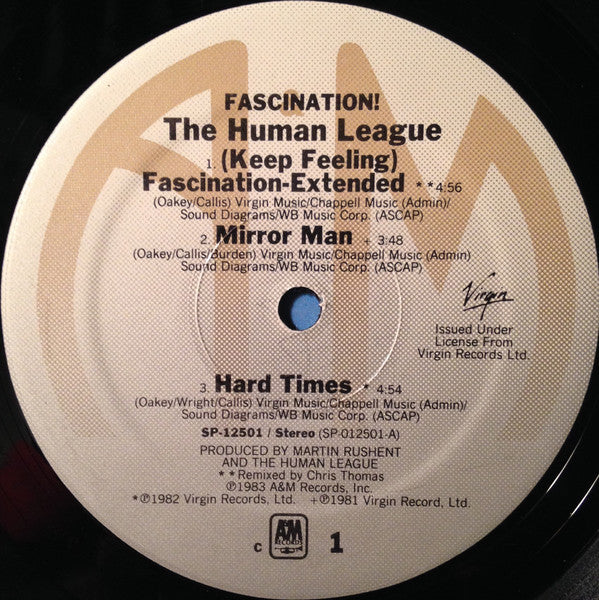 FASCINATION!
The Human League
1. (Keep Feeling)
Fascination-Extended **4:56
(Oakey/Callis) Virgin Music/Chappell Music (Admin)/
Sound Diagrams/WB Music Corp. (ASCAP)
2. Mirror Man + 3:48
(Oakey/Callis/Burden) Virgin Music/Chappell Music (Admin)
Sound Diagrams/WB Music Corp. (ASCAP)
Virgin
Issued Under
License From
Virgin Records Ltd.
3. Hard Times * 4:54
(Oakey/Wright/Callis) Virgin Music/Chappell Music (Admin)/
Sound Diagrams/WB Music Corp. (ASCAP)
SP-12501 / Stereo (SP-012501-A)
PRODUCED BY MARTIN RUSHENT
AND THE HUMAN LEAGUE
**Remixed by Chris Thomas
℗1983 A&M Records, Inc.
*℗1982 Virgin Records, Ltd. +℗1981 Virgin Record, Ltd.
C A&M RECORDS 1